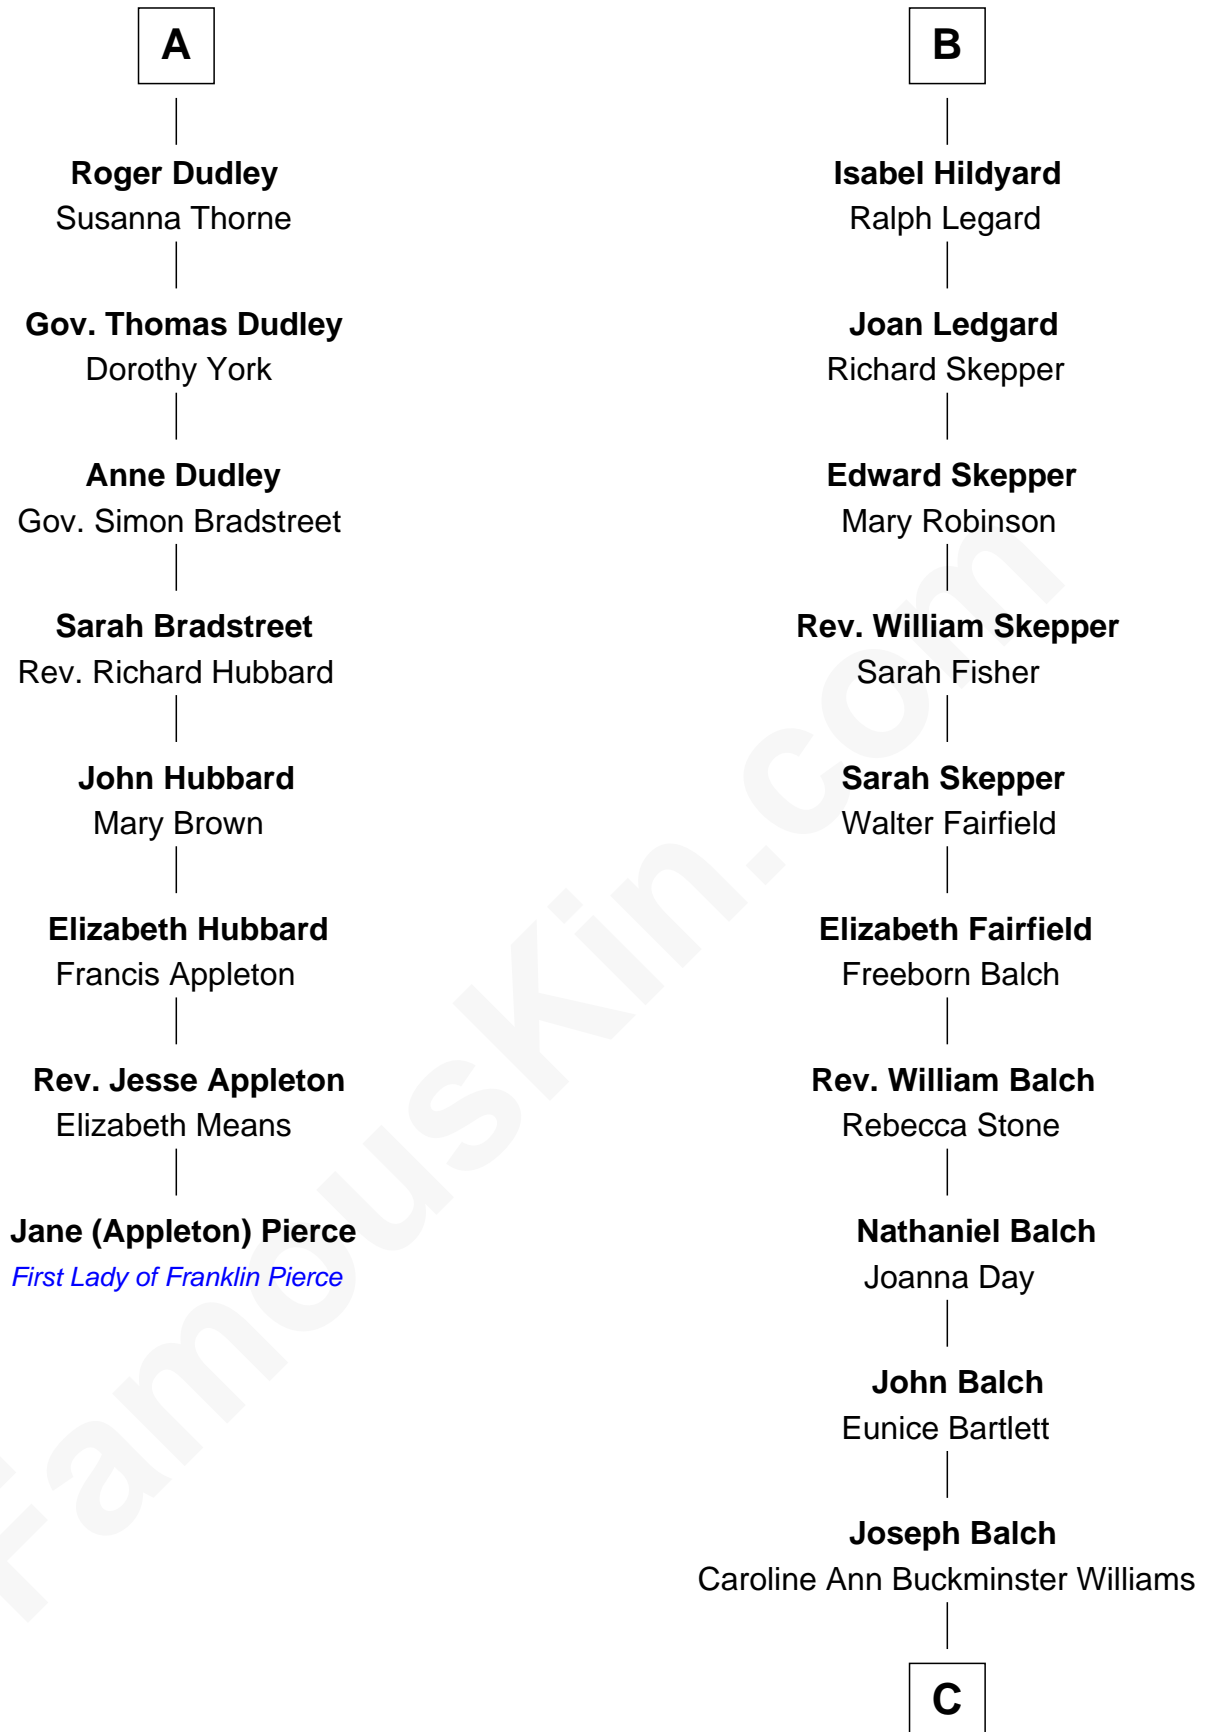 A
Roger Dudley
Susanna Thorne
Gov. Thomas Dudley
Dorothy York
Anne Dudley
Gov. Simon Bradstreet
Sarah Bradstreet
Rev. Richard Hubbard
John Hubbard
Mary Brown
Elizabeth Hubbard
Francis Appleton
Rev. Jesse Appleton
Elizabeth Means
Jane (Appleton) Pierce
First Lady of Franklin Pierce
B
Isabel Hildyard
Ralph Legard
Joan Ledgard
Richard Skepper
Edward Skepper
Mary Robinson
Rev. William Skepper
Sarah Fisher
Sarah Skepper
Walter Fairfield
Elizabeth Fairfield
Freeborn Balch
Rev. William Balch
Rebecca Stone
Nathaniel Balch
Joanna Day
John Balch
Eunice Bartlett
Joseph Balch
Caroline Ann Buckminster Williams
C
FamousKin.com